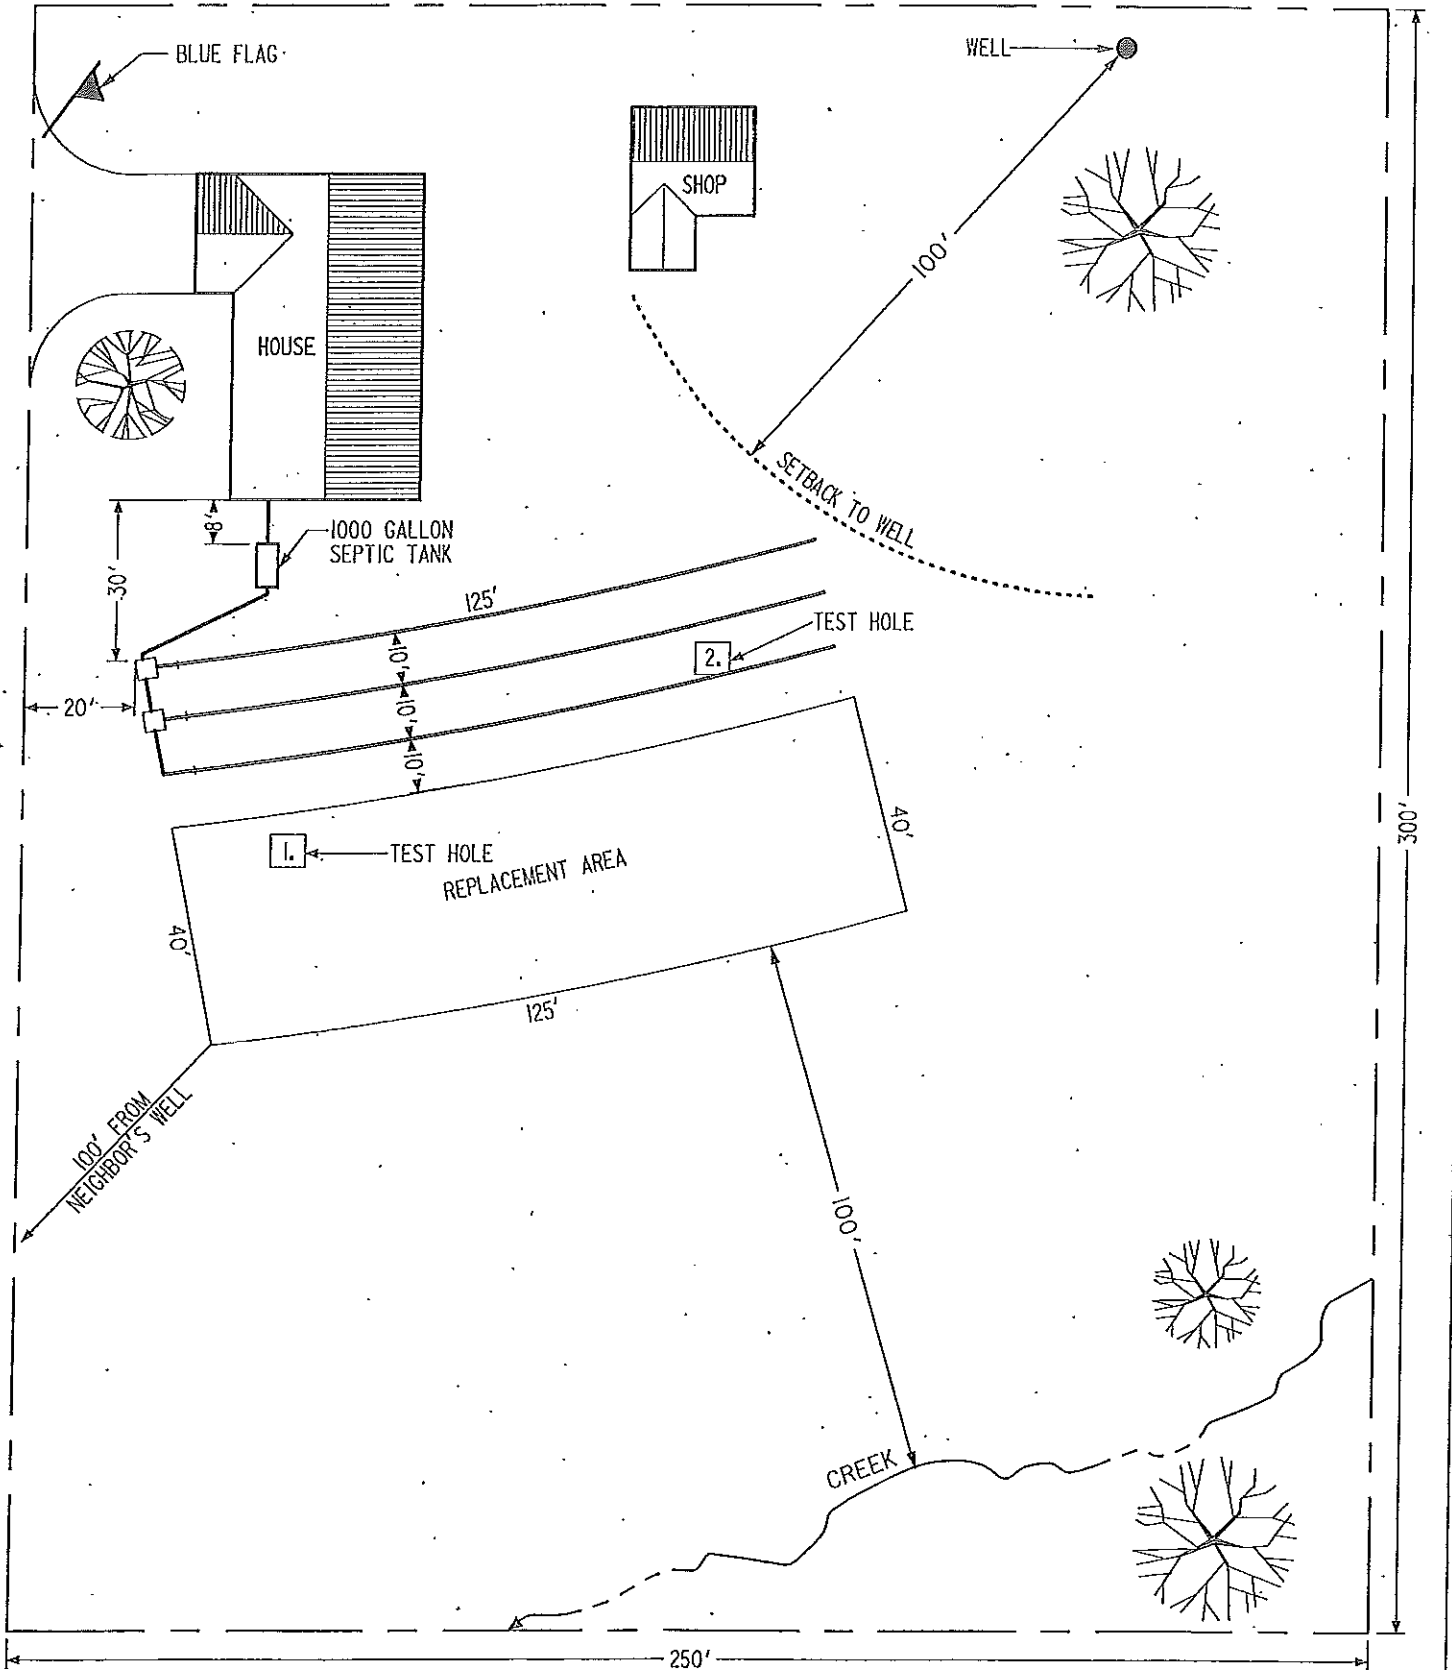 BLUE FLAG
WELL
SHOP
100'
HOUSE
SETBACK TO WELL
8'
1000 GALLON
SEPTIC TANK
30'
125'
TEST HOLE
10'
2.
20'
10'
10'
40'
300'
1.
TEST HOLE
REPLACEMENT AREA
40'
125'
100' FROM
NEIGHBOR'S WELL
100'
CREEK
250'